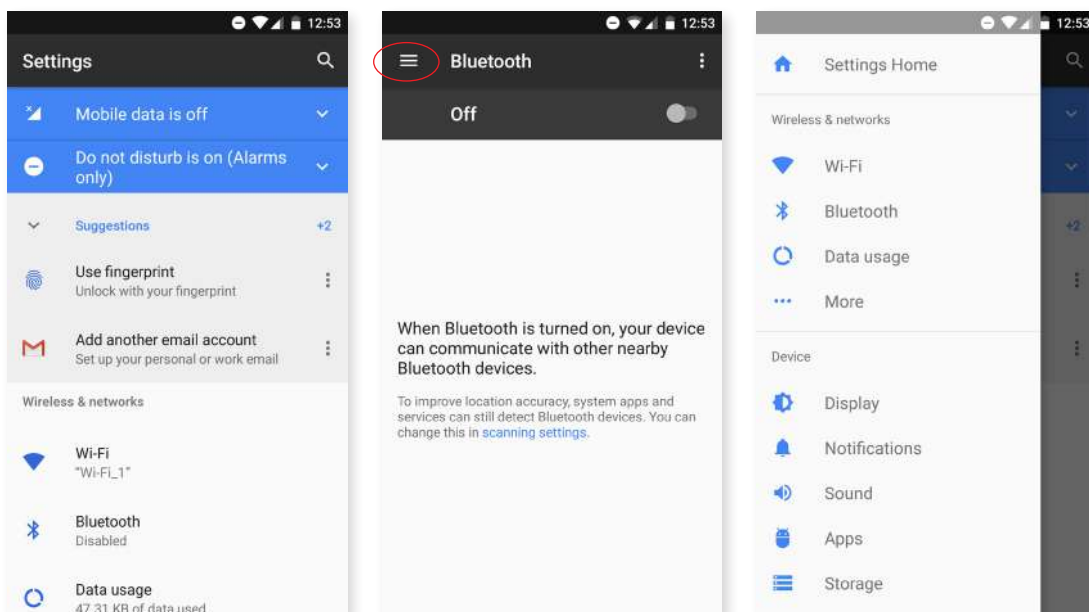 12:53
Settings
Mobile data is off
Do not disturb is on (Alarms
only)
Suggestions
+2
Use fingerprint
Unlock with your fingerprint
Add another email account
Set up your personal or work email
Wireless & networks
Wi-Fi
"Wi-Fi_1"
Bluetooth
Disabled
Data usage
47.31 KB of data used
12:53
Bluetooth
Off
When Bluetooth is turned on, your device
can communicate with other nearby
Bluetooth devices.
To improve location accuracy, system apps and
services can still detect Bluetooth devices. You can
change this in scanning settings.
12:53
Settings Home
Wireless & networks
Wi-Fi
Bluetooth
Data usage
More
+2
Device
Display
Notifications
Sound
Apps
Storage